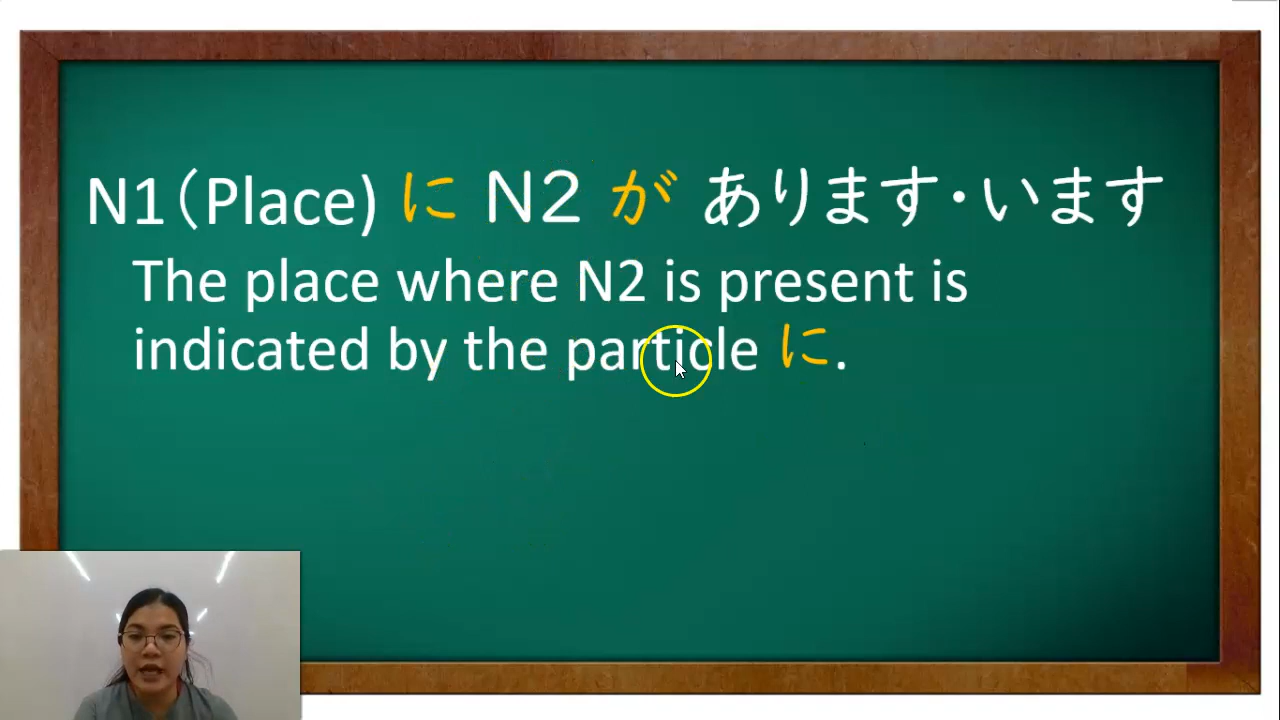 N1（Place) に N2 が あります・います
The place where N2 is present is
indicated by the particle に.